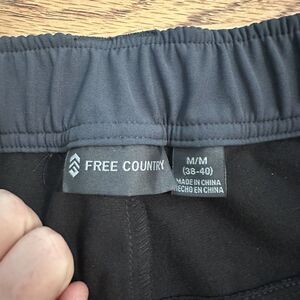 FREE COUNTRY
M/M
(38-40)
MADE IN CHINA
HECHO EN CHINA